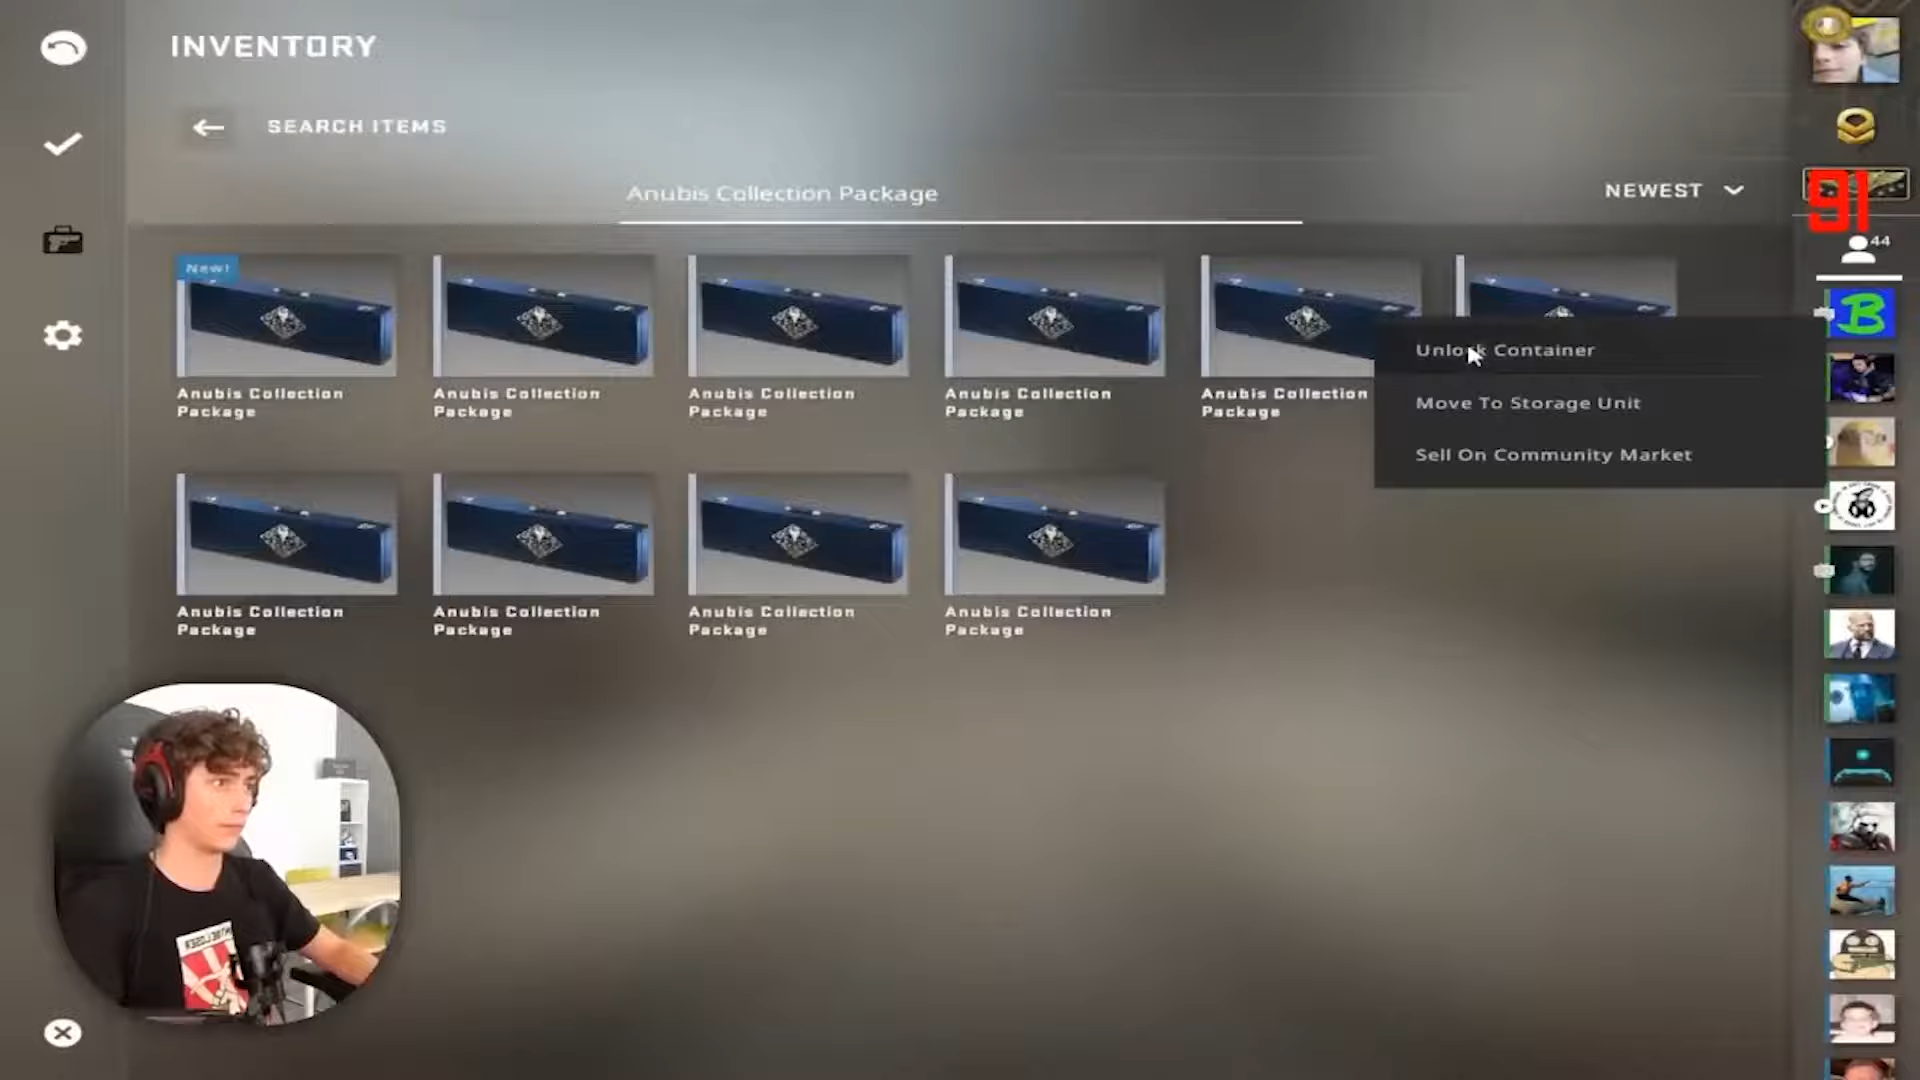 INVENTORY
SEARCH ITEMS
Anubis Collection Package
NEWEST
91
44
New!
Anubis Collection
Package
Anubis Collection
Package
Anubis Collection
Package
Anubis Collection
Package
Anubis Collection
Package
Unlock Container
Move To Storage Unit
Sell On Community Market
Anubis Collection
Package
Anubis Collection
Package
Anubis Collection
Package
Anubis Collection
Package
B